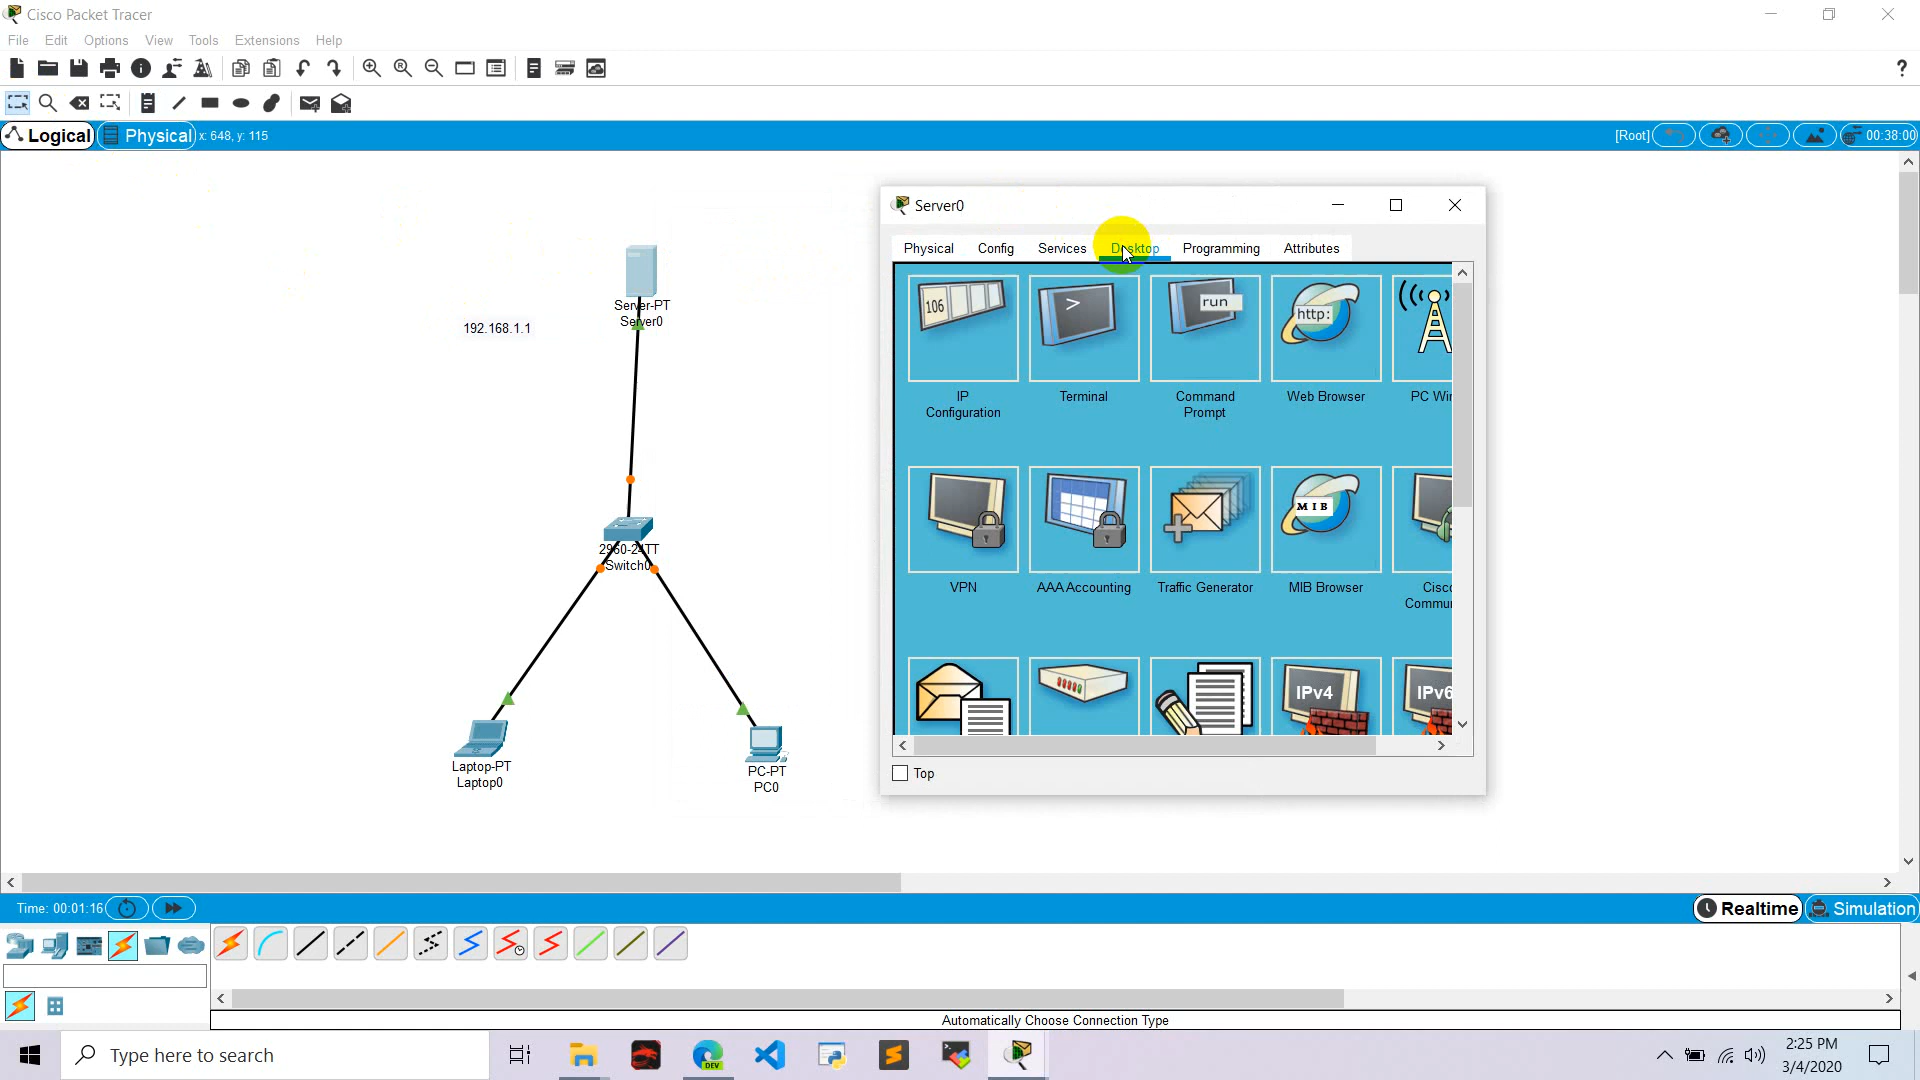 Cisco Packet Tracer
File Edit Options View Tools Extensions Help
?
Logical Physical x: 648, y: 115 [Root] 00:38:00
Server0
Physical Config Services Desktop Programming Attributes
106
>
run
http:
IP
Configuration
Terminal
Command
Prompt
Web Browser
PC Wir
MIB
VPN
AAA Accounting
Traffic Generator
MIB Browser
Cisco
Commun
IPv4
IPv6
Top
Server-PT
Server0
192.168.1.1
2960-24TT
Switch0
Laptop-PT
Laptop0
PC-PT
PC0
Time: 00:01:16 Realtime Simulation
Automatically Choose Connection Type
Type here to search
DEV
2:25 PM
3/4/2020